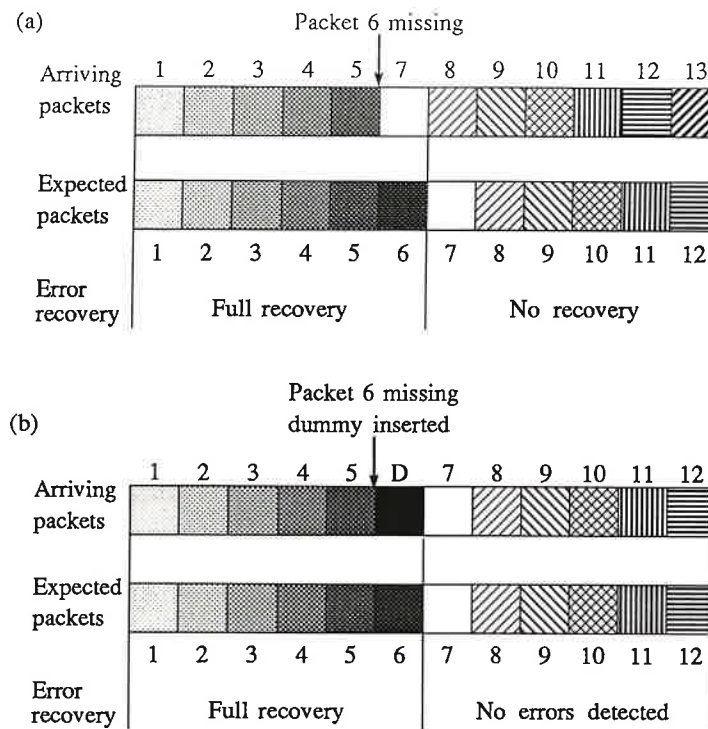 (a)
Packet 6 missing
1 2 3 4 5 7 8 9 10 11 12 13
Arriving
packets
Expected
packets
1 2 3 4 5 6 7 8 9 10 11 12
Error
recovery
Full recovery
No recovery
(b)
Packet 6 missing
dummy inserted
1 2 3 4 5 D 7 8 9 10 11 12
Arriving
packets
Expected
packets
1 2 3 4 5 6 7 8 9 10 11 12
Error
recovery
Full recovery
No errors detected